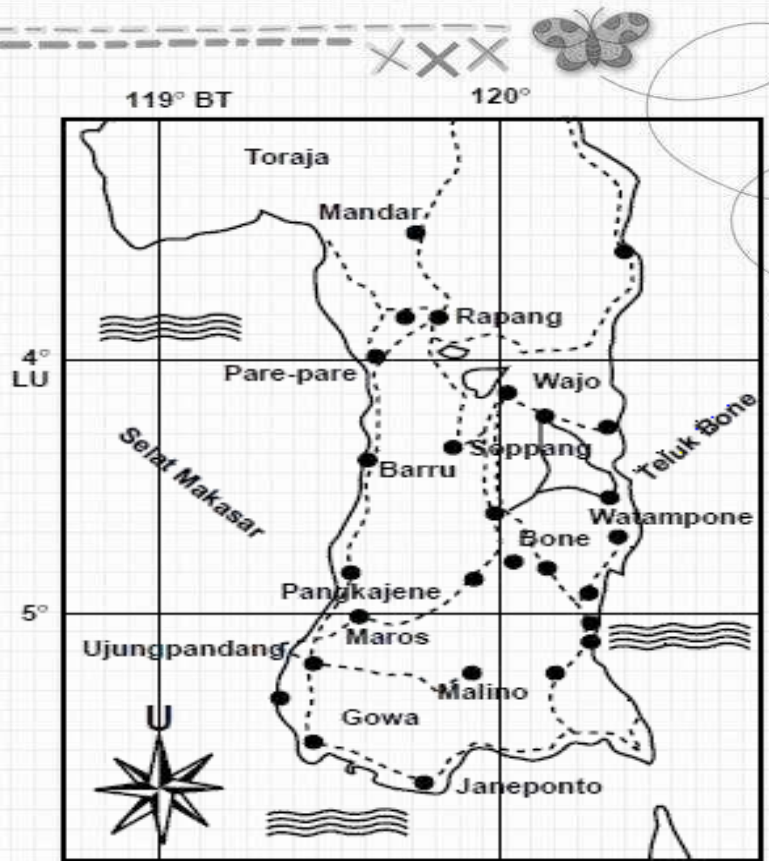 119° BT
120°
Toraja
Mandar
Rapang
4°
LU
Pare-pare
Wajo
Selat Makasar
Teluk Bone
Soppang
Barru
Watampone
Bone
Pangkajene
5°
Maros
Ujungpandang
Malino
U
Gowa
Janeponto